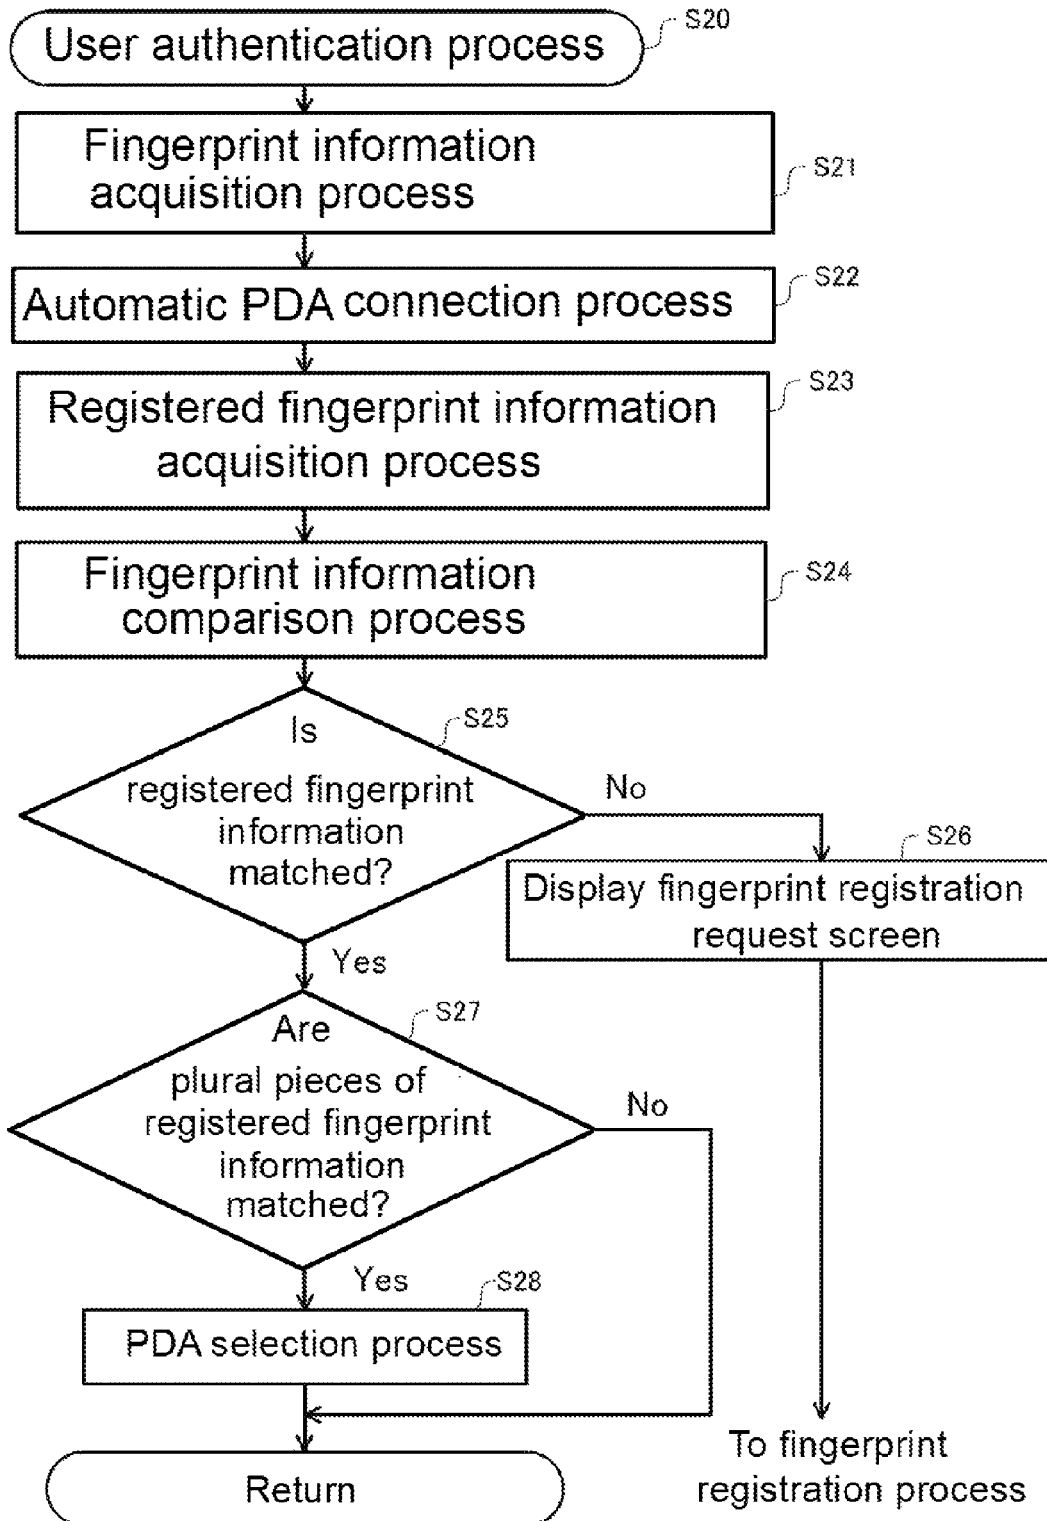 User authentication process
S20
Fingerprint information
acquisition process
S21
Automatic PDA connection process
S22
Registered fingerprint information
acquisition process
S23
Fingerprint information
comparison process
S24
Is
registered fingerprint
information
matched?
S25
No
Yes
S26
Display fingerprint registration
request screen
Are
plural pieces of
registered fingerprint
information
matched?
S27
No
Yes
S28
PDA selection process
Return
To fingerprint
registration process